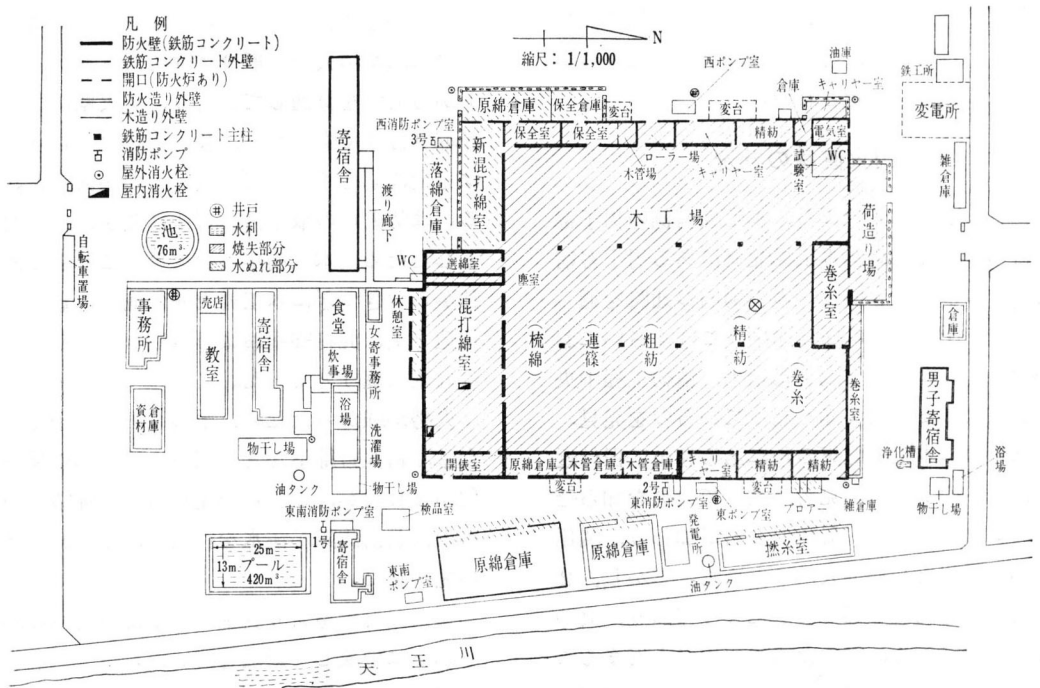 凡例
防火壁(鉄筋コンクリート)
鉄筋コンクリート外壁
開口(防火炉あり)
防火造り外壁
木造り外壁
鉄筋コンクリート主柱
消防ポンプ
屋外消火栓
屋内消火栓
井戸
水利
焼失部分
水ぬれ部分
池
76m³
N
縮尺：1/1,000
寄宿舎
渡り廊下
西消防ポンプ室
3号
落綿倉庫
新混打綿室
原綿倉庫
保全倉庫
変台
西ポンプ室
変台
倉庫
油庫
キャリヤー室
鉄工所
変電所
雑倉庫
保全室
保全室
木管場
ローラー場
キャリヤー室
精紡
試験室
電気室
WC
荷造り場
木工場
自転車置場
WC
選綿室
塵室
休憩室
混打綿室
巻糸室
(梳綿)
(連篠)
(粗紡)
(精紡)
巻糸)
巻糸室
倉庫
男子寄宿舎
浄化槽
浴場
物干し場
事務所
売店
教室
寄宿舎
食堂
炊事場
浴場
女寄事務所
洗濯場
資材倉庫
物干し場
油タンク
物干し場
開俵室
原綿倉庫
木管倉庫
木管倉庫
キャリヤー室
精紡
精紡
変台
2号
変台
東消防ポンプ室
東ポンプ室
ブロアー
雑倉庫
発電所
東南消防ポンプ室
1号
検品室
25m
13m プール
420m³
寄宿舎
東南ポンプ室
原綿倉庫
原綿倉庫
油タンク
撚糸室
天王川